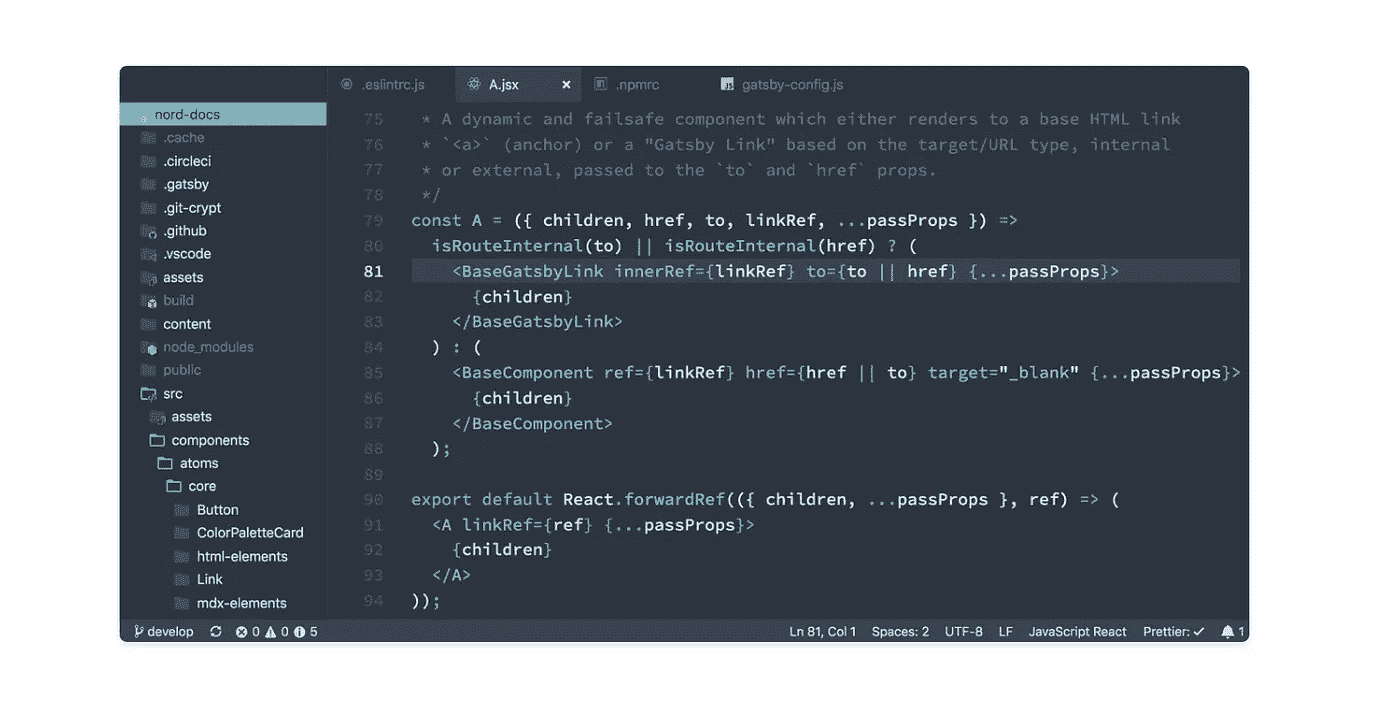 .eslintrc.js
A.jsx
.npmrc
gatsby-config.js
nord-docs
.cache
.circleci
.gatsby
.git-crypt
.github
.vscode
assets
build
content
node_modules
public
src
assets
components
atoms
core
Button
ColorPaletteCard
html-elements
Link
mdx-elements
75 * A dynamic and failsafe component which either renders to a base HTML link
76 * `<a>` (anchor) or a "Gatsby Link" based on the target/URL type, internal
77 * or external, passed to the `to` and `href` props.
78 */
79 const A = ({ children, href, to, linkRef, ...passProps }) =>
80 isRouteInternal(to) || isRouteInternal(href) ? (
81 <BaseGatsbyLink innerRef={linkRef} to={to || href} {...passProps}>
82 {children}
83 </BaseGatsbyLink>
84 ) : (
85 <BaseComponent ref={linkRef} href={href || to} target="_blank" {...passProps}>
86 {children}
87 </BaseComponent>
88 );
89
90 export default React.forwardRef(({ children, ...passProps }, ref) => (
91 <A linkRef={ref} {...passProps}>
92 {children}
93 </A>
94 ));
develop 0 0 5 Ln 81, Col 1 Spaces: 2 UTF-8 LF JavaScript React Prettier: ✓ 1